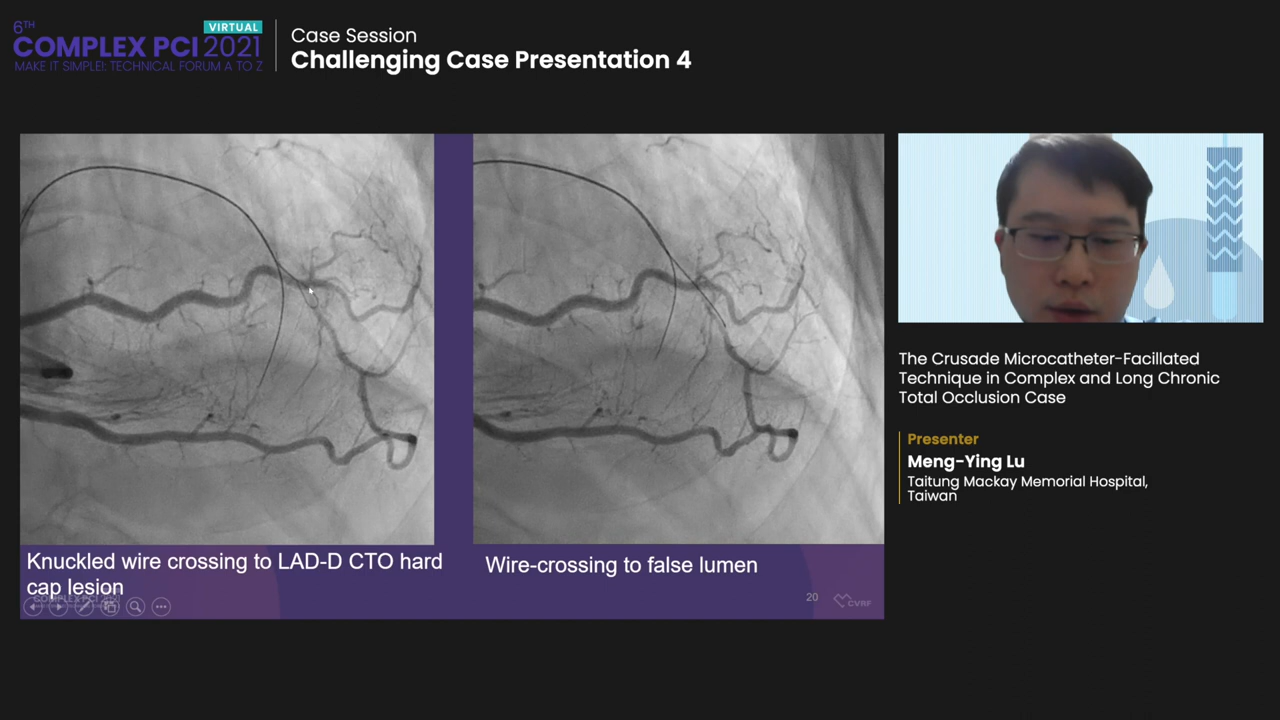 6TH
VIRTUAL
COMPLEX PCI 2021
MAKE IT SIMPLE!: TECHNICAL FORUM A TO Z
Case Session
Challenging Case Presentation 4
Knuckled wire crossing to LAD-D CTO hard
cap lesion
Wire-crossing to false lumen
20
CVRF
The Crusade Microcatheter-Facillated
Technique in Complex and Long Chronic
Total Occlusion Case
Presenter
Meng-Ying Lu
Taitung Mackay Memorial Hospital,
Taiwan